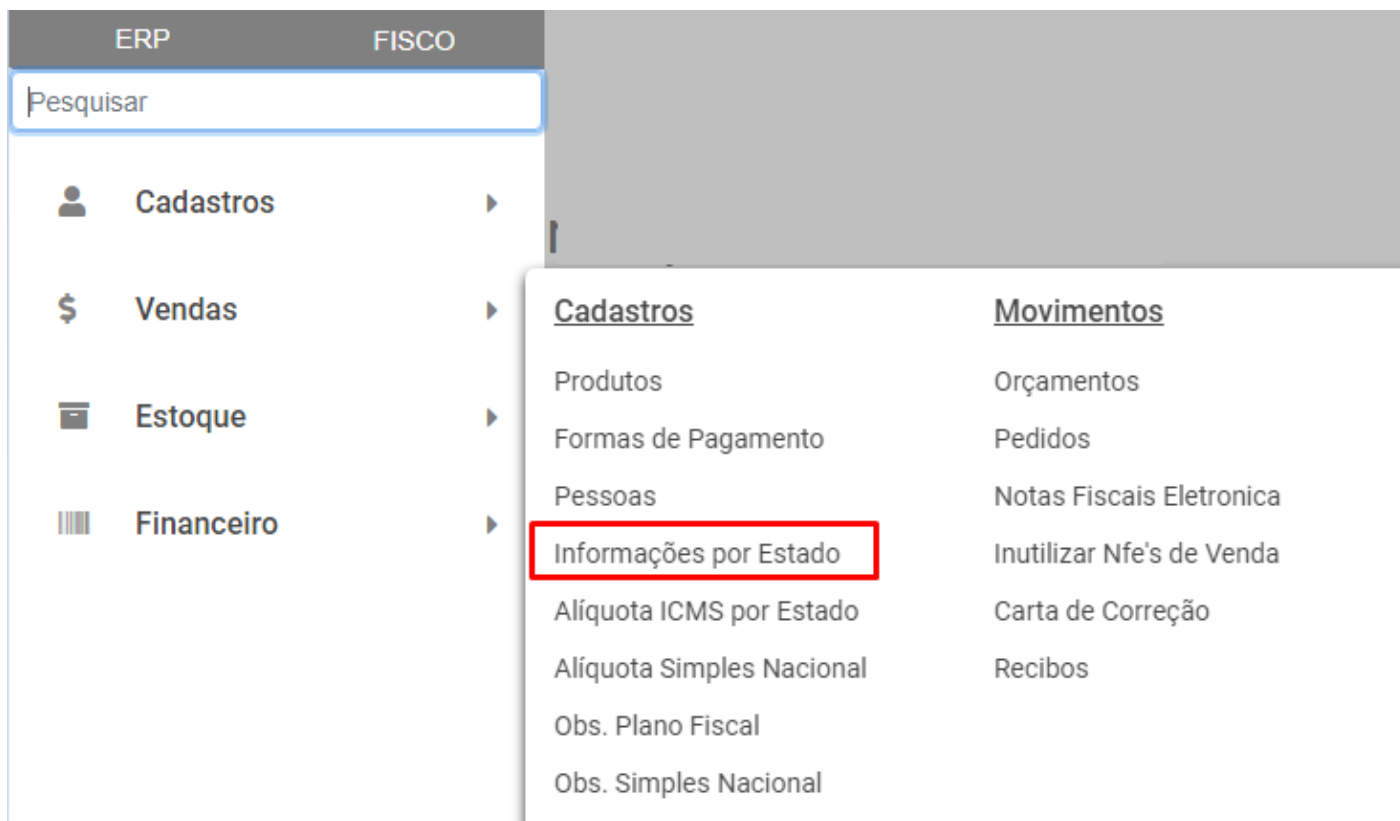 ERP
FISCO
Pesquisar
Cadastros
Vendas
Estoque
Financeiro
Cadastros
Produtos
Formas de Pagamento
Pessoas
Informações por Estado
Alíquota ICMS por Estado
Alíquota Simples Nacional
Obs. Plano Fiscal
Obs. Simples Nacional
Movimentos
Orçamentos
Pedidos
Notas Fiscais Eletronica
Inutilizar Nfe's de Venda
Carta de Correção
Recibos